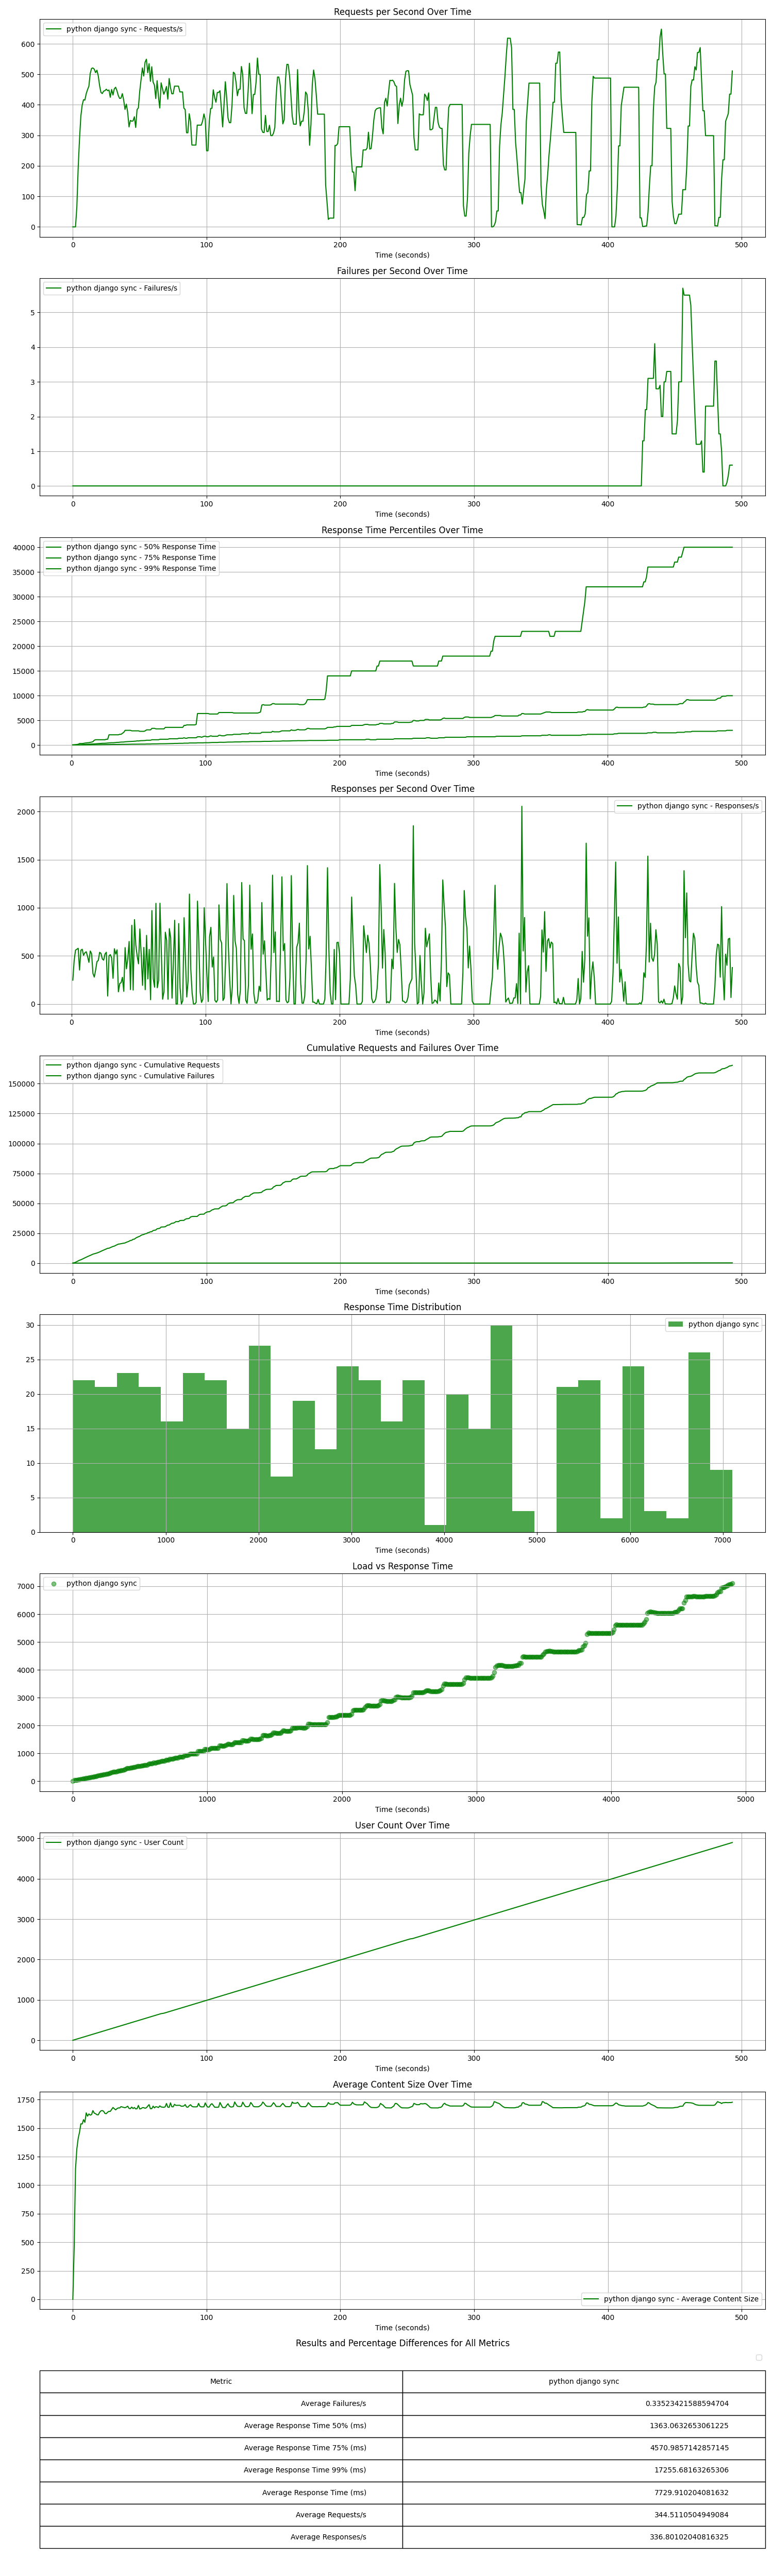 Requests per Second Over Time
python django sync - Requests/s
600
500
400
300
200
100
0
0 100 200 300 400 500
Time (seconds)
Failures per Second Over Time
python django sync - Failures/s
5
4
3
2
1
0
0 100 200 300 400 500
Time (seconds)
Response Time Percentiles Over Time
python django sync - 50% Response Time
python django sync - 75% Response Time
python django sync - 99% Response Time
40000
35000
30000
25000
20000
15000
10000
5000
0
0 100 200 300 400 500
Time (seconds)
Responses per Second Over Time
python django sync - Responses/s
2000
1500
1000
500
0
0 100 200 300 400 500
Time (seconds)
Cumulative Requests and Failures Over Time
python django sync - Cumulative Requests
python django sync - Cumulative Failures
150000
125000
100000
75000
50000
25000
0
0 100 200 300 400 500
Time (seconds)
Response Time Distribution
python django sync
30
25
20
15
10
5
0
0 1000 2000 3000 4000 5000 6000 7000
Time (seconds)
Load vs Response Time
python django sync
7000
6000
5000
4000
3000
2000
1000
0
0 1000 2000 3000 4000 5000
Time (seconds)
User Count Over Time
python django sync - User Count
5000
4000
3000
2000
1000
0
0 100 200 300 400 500
Time (seconds)
Average Content Size Over Time
1750
1500
1250
1000
750
500
250
0
python django sync - Average Content Size
0 100 200 300 400 500
Time (seconds)
Results and Percentage Differences for All Metrics
Metric python django sync
Average Failures/s 0.33523421588594704
Average Response Time 50% (ms) 1363.0632653061225
Average Response Time 75% (ms) 4570.9857142857145
Average Response Time 99% (ms) 17255.68163265306
Average Response Time (ms) 7729.910204081632
Average Requests/s 344.5110504949084
Average Responses/s 336.80102040816325